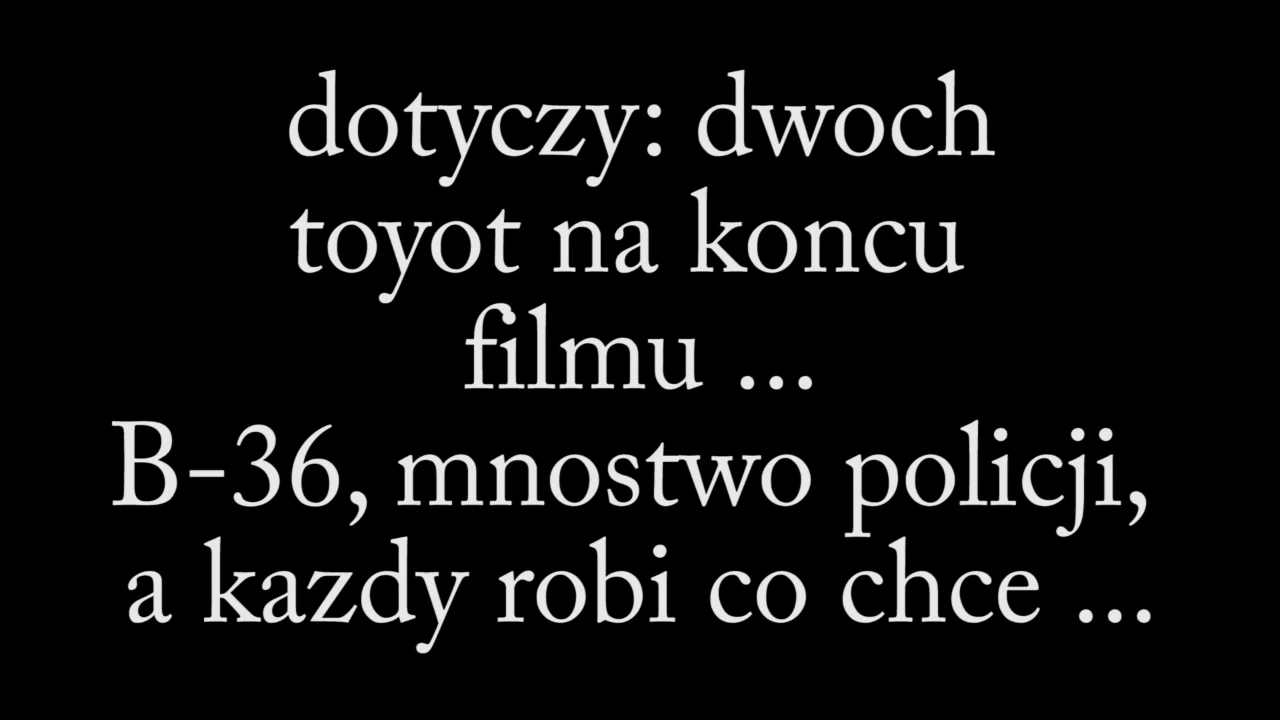 dotyczy: dwoch
toyot na koncu
filmu ...
B-36, mnostwo policji,
a kazdy robi co chce ...